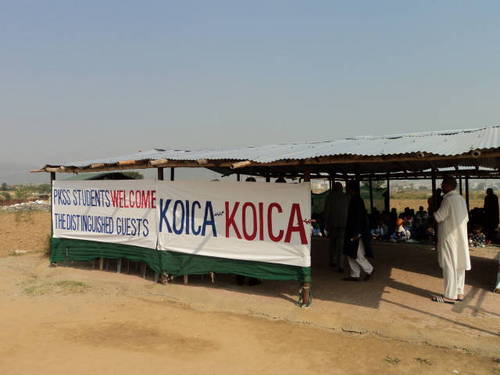 PKSS STUDENTS WELCOME
THE DISTINGUISHED GUESTS
KOICA KOICA